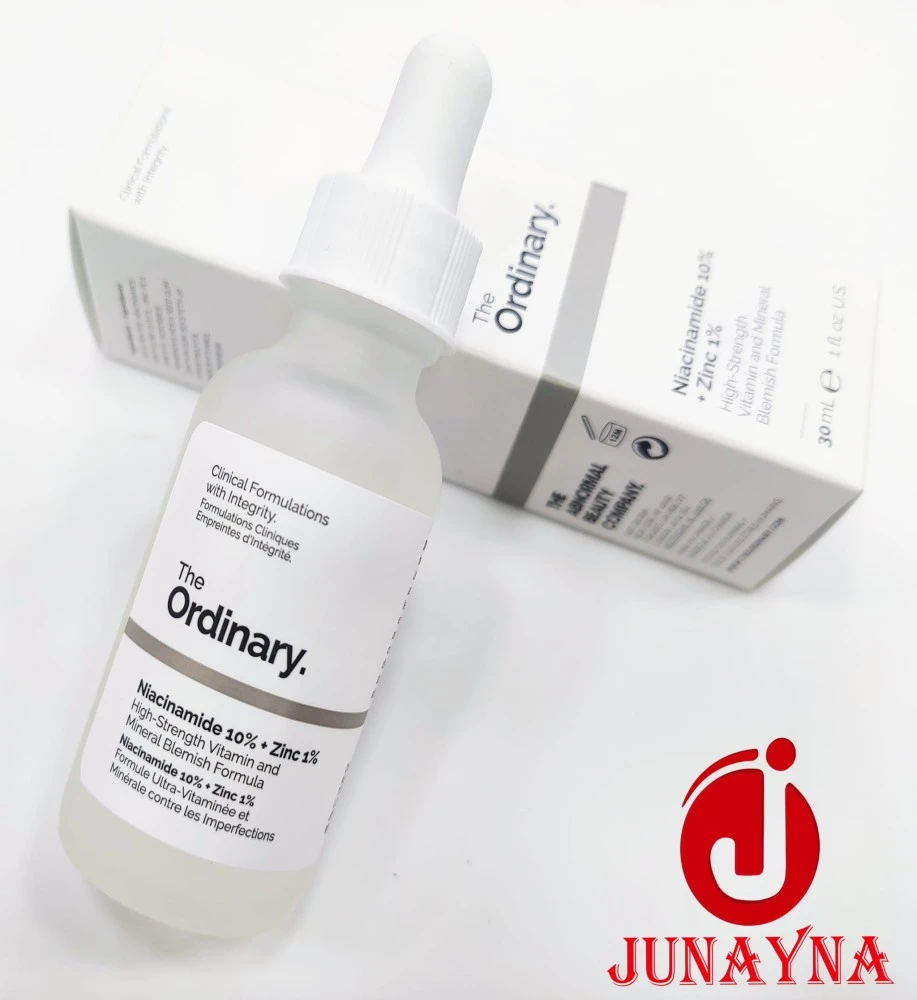 Clinical Formulations
with Integrity.
The
Ordinary.
Niacinamide 10%
+ Zinc 1%
High-Strength
Vitamin and Mineral
Blemish Formula
30 mL ℮ 1 fl oz U.S.
12M
THE
ABNORMAL
BEAUTY
COMPANY.
Clinical Formulations
with Integrity.
Formulations Cliniques
Empreintes d'Intégrité.
The
Ordinary.
Niacinamide 10% + Zinc 1%
High-Strength Vitamin and
Mineral Blemish Formula
Niacinamide 10% + Zinc 1%
Formule Ultra-Vitaminée et
Minérale contre les Imperfections
J
JUNAYNA